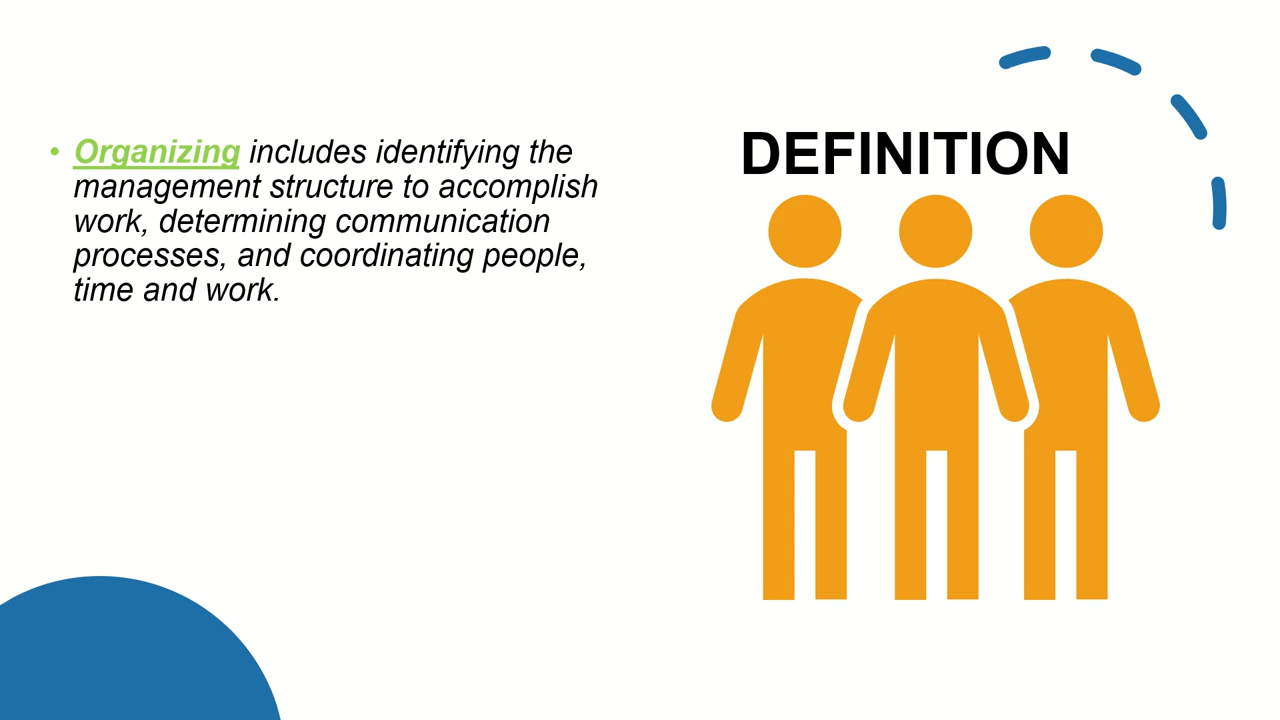 DEFINITION
• Organizing includes identifying the
management structure to accomplish
work, determining communication
processes, and coordinating people,
time and work.